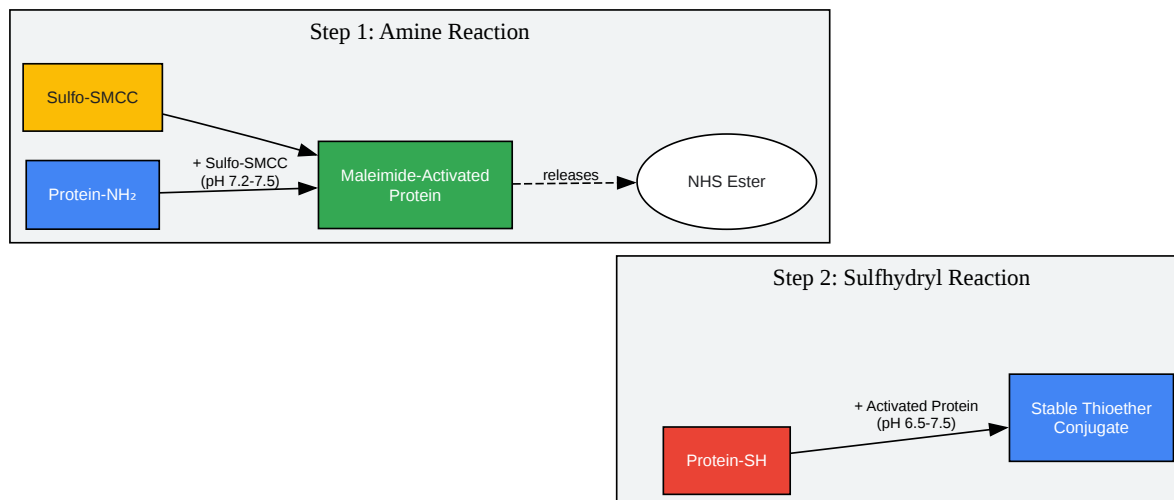 Step 1: Amine Reaction
Sulfo-SMCC
Protein-NH₂
+ Sulfo-SMCC
(pH 7.2-7.5)
Maleimide-Activated
Protein
releases
NHS Ester
Step 2: Sulfhydryl Reaction
Protein-SH
+ Activated Protein
(pH 6.5-7.5)
Stable Thioether
Conjugate